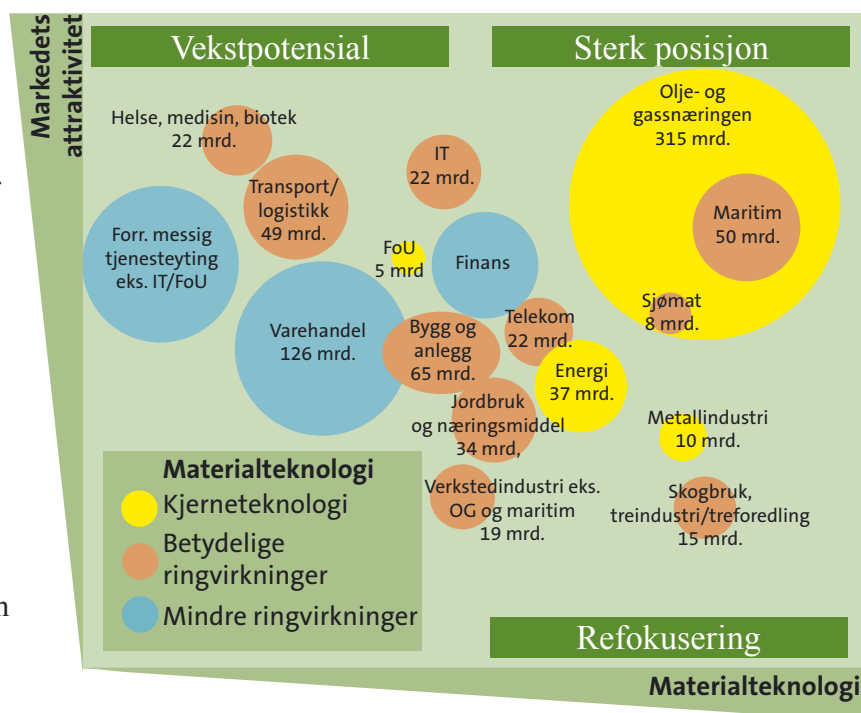 Markedets
attraktivitet
Vekstpotensial
Sterk posisjon
Olje- og
gassnæringen
315 mrd.
Helse, medisin, biotek
22 mrd.
IT
22 mrd.
Transport/
logistikk
49 mrd.
Maritim
50 mrd.
Forr. messig
tjenesteyting
eks. IT/FoU
FoU
5 mrd
Finans
Sjømat
8 mrd.
Varehandel
126 mrd.
Bygg og
anlegg
65 mrd.
Telekom
22 mrd.
Energi
37 mrd.
Jordbruk
og næringsmiddel
34 mrd,
Metallindustri
10 mrd.
Verkstedindustri eks.
OG og maritim
19 mrd.
Skogbruk,
treindustri/treforedling
15 mrd.
Materialteknologi
Kjerneteknologi
Betydelige
ringvirkninger
Mindre ringvirkninger
Refokusering
Materialteknologi